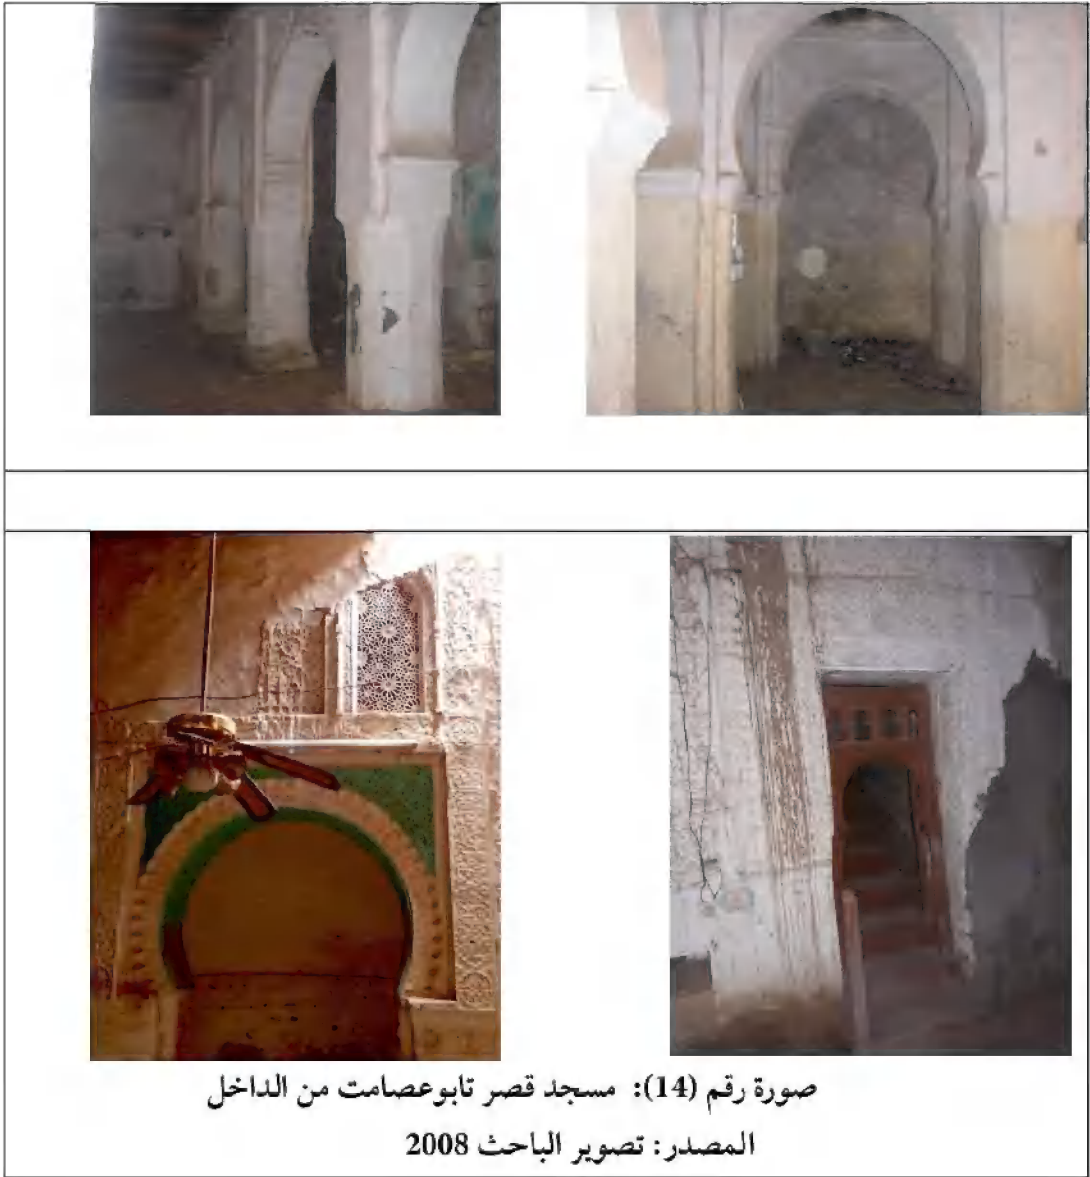 صورة رقم (14): مسجد قصر تابوعصامت من الداخل
المصدر: تصوير الباحث 2008